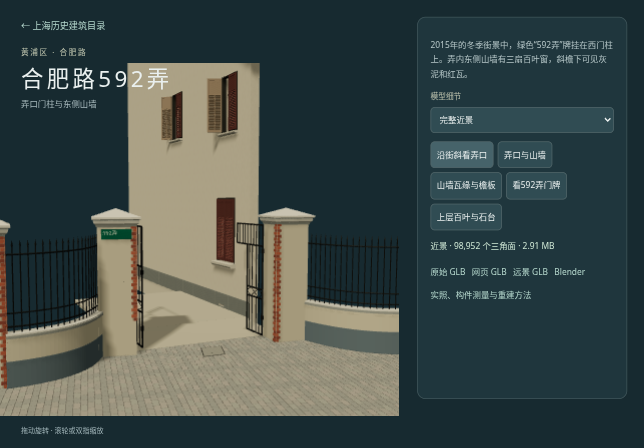 ← 上海历史建筑目录
黄浦区 · 合肥路
合肥路592弄
弄口门柱与东侧山墙
592弄
拖动旋转 · 滚轮或双指缩放
2015年的冬季街景中，绿色“592弄”牌挂在西门柱
上。弄内东侧山墙有三扇百叶窗，斜檐下可见灰
泥和红瓦。
模型细节
完整近景
沿街斜看弄口
弄口与山墙
山墙瓦缘与檐板
看592弄门牌
上层百叶与石台
近景 · 98,952 个三角面 · 2.91 MB
原始 GLB 网页 GLB 远景 GLB Blender
实照、构件测量与重建方法